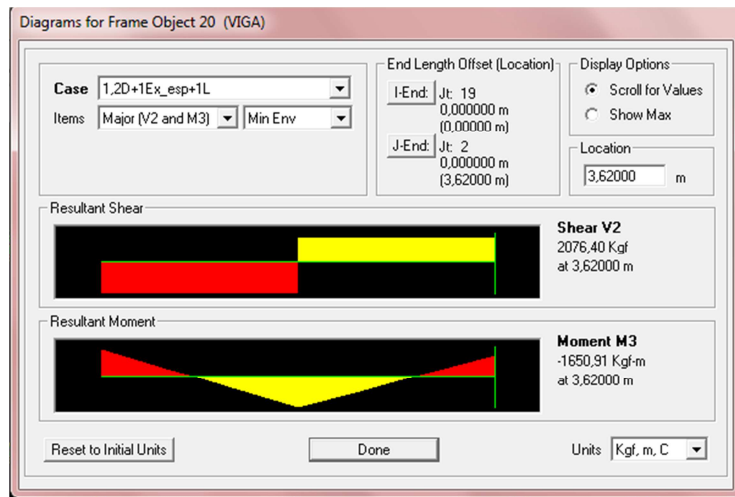 Diagrams for Frame Object 20 (VIGA)
Case 1,2D+1Ex_esp+1L
Items Major (V2 and M3) Min Env
End Length Offset (Location)
I-End: Jt: 19
0,000000 m
(0,00000 m)
J-End: Jt: 2
0,000000 m
(3,62000 m)
Display Options
Scroll for Values
Show Max
Location
3,62000 m
Resultant Shear
Shear V2
2076,40 Kgf
at 3,62000 m
Resultant Moment
Moment M3
-1650,91 Kgf-m
at 3,62000 m
Reset to Initial Units
Done
Units Kgf, m, C